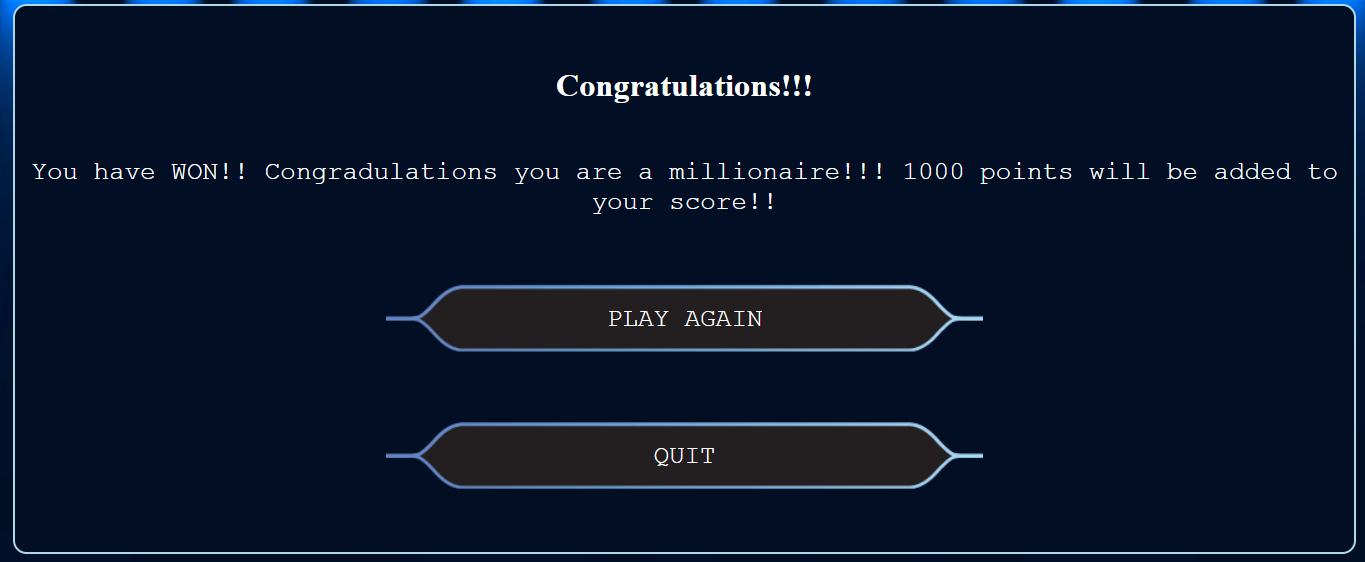 Congratulations!!!
You have WON!! Congradulations you are a millionaire!!! 1000 points will be added to
your score!!
PLAY AGAIN
QUIT